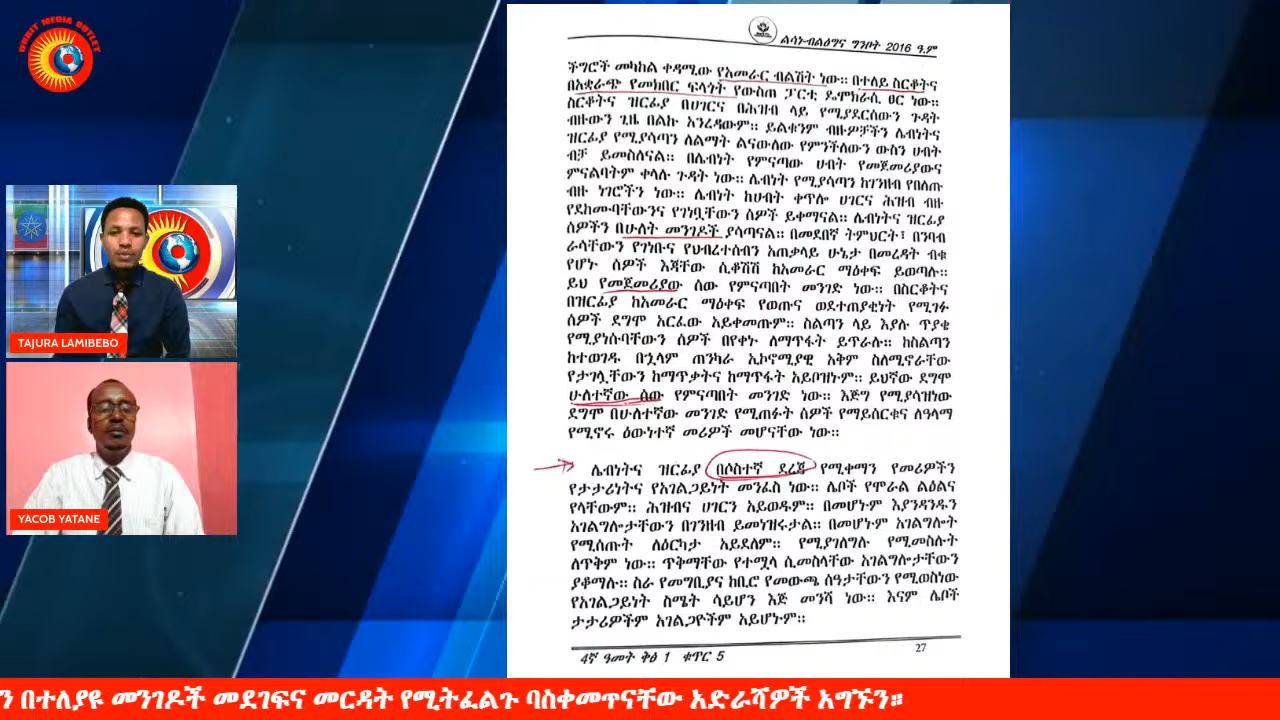 ORBIT MEDIA OUTLET
TAJURA LAMIBEBO
YACOB YATANE
ልሳነ-ብልፅግና ግንቦት 2016 ዓ.ም
ችግሮች መካከል ቀዳሚው የአመራር ብልሽት ነው። በተለይ ስርቆትና
በአቋራጭ የመክበር ፍላጎት የውስጠ ፓርቲ ዴሞክራሲ ፀር ነው።
ስርቆትና ዝርፊያ በሀገርና በሕዝብ ላይ የሚያደርሰውን ጉዳት
ብዙውን ጊዜ በልኩ አንረዳውም። ይልቁንም ብዙዎቻችን ሌብነትና
ዝርፊያ የሚያሳጣን ለልማት ልናውለው የምንችለውን ውስን ሀብት
ብቻ ይመስለናል። በሌብነት የምናጣው ሀብት የመጀመሪያውና
ምናልባትም ቀላሉ ጉዳት ነው። ሌብነት የሚያሳጣን ከገንዘብ የበለጡ
ብዙ ነገሮችን ነው። ሌብነት ከሀብት ቀጥሎ ሀገርና ሕዝብ ብዙ
የደከሙባቸውንና የገነቧቸውን ሰዎች ይቀማናል። ሌብነትና ዝርፊያ
ሰዎችን በሁለት መንገዶች ያሳጣናል። በመደበኛ ትምህርት፣ በንባብ
ራሳቸውን የገነቡና የህብረተሰብን አጠቃላይ ሁኔታ በመረዳት ብቁ
የሆኑ ሰዎች እጃቸው ሲቆሽሽ ከአመራር ማዕቀፍ ይወጣሉ።
ይህ የመጀመሪያው ሰው የምናጣበት መንገድ ነው። በስርቆትና
በዝርፊያ ከአመራር ማዕቀፍ የወጡና ወደተጠያቂነት የሚገፉ
ሰዎች ደግሞ አርፈው አይቀመጡም። ስልጣን ላይ እያሉ ጥያቄ
የሚያነሱባቸውን ሰዎች በየቀኑ ለማጥፋት ይጥራሉ። ከስልጣን
ከተወገዱ በኋላም ጠንካራ ኢኮኖሚያዊ አቅም ስለሚኖራቸው
የታገሏቸውን ከማጥቃትና ከማጥፋት አይቦዝኑም። ይህኛው ደግሞ
ሁለተኛው ሰው የምናጣበት መንገድ ነው። እጅግ የሚያሳዝነው
ደግሞ በሁለተኛው መንገድ የሚጠፉት ሰዎች የማይሰርቁና ለዓላማ
የሚኖሩ ዕውነተኛ መሪዎች መሆናቸው ነው።
ሌብነትና ዝርፊያ በሶስተኛ ደረጃ የሚቀማን የመሪዎችን
የታታሪነትና የአገልጋይነት መንፈስ ነው። ሌቦች የሞራል ልዕልና
የላቸውም። ሕዝብና ሀገርን አይወዱም። በመሆኑም እያንዳንዱን
አገልግሎታቸውን በገንዘብ ይመነዝሩታል። በመሆኑም አገልግሎት
የሚሰጡት ለዕርካታ አይደለም። የሚያገለግሉ የሚመስሉት
ለጥቅም ነው። ጥቅማቸው የተሟላ ሲመስላቸው አገልግሎታቸውን
ያቆማሉ። ስራ የመግቢያና ከቢሮ የመውጫ ሰዓታቸውን የሚወስነው
የአገልጋይነት ስሜት ሳይሆን እጅ መንሻ ነው። እናም ሌቦች
ታታሪዎችም አገልጋዮችም አይሆኑም።
4ኛ ዓመት ቅፅ 1 ቁጥር 5
27
ን በተለያዩ መንገዶች መደገፍና መርዳት የሚትፈልጉ ባስቀመጥናቸው አድራሻዎች አግኙን።